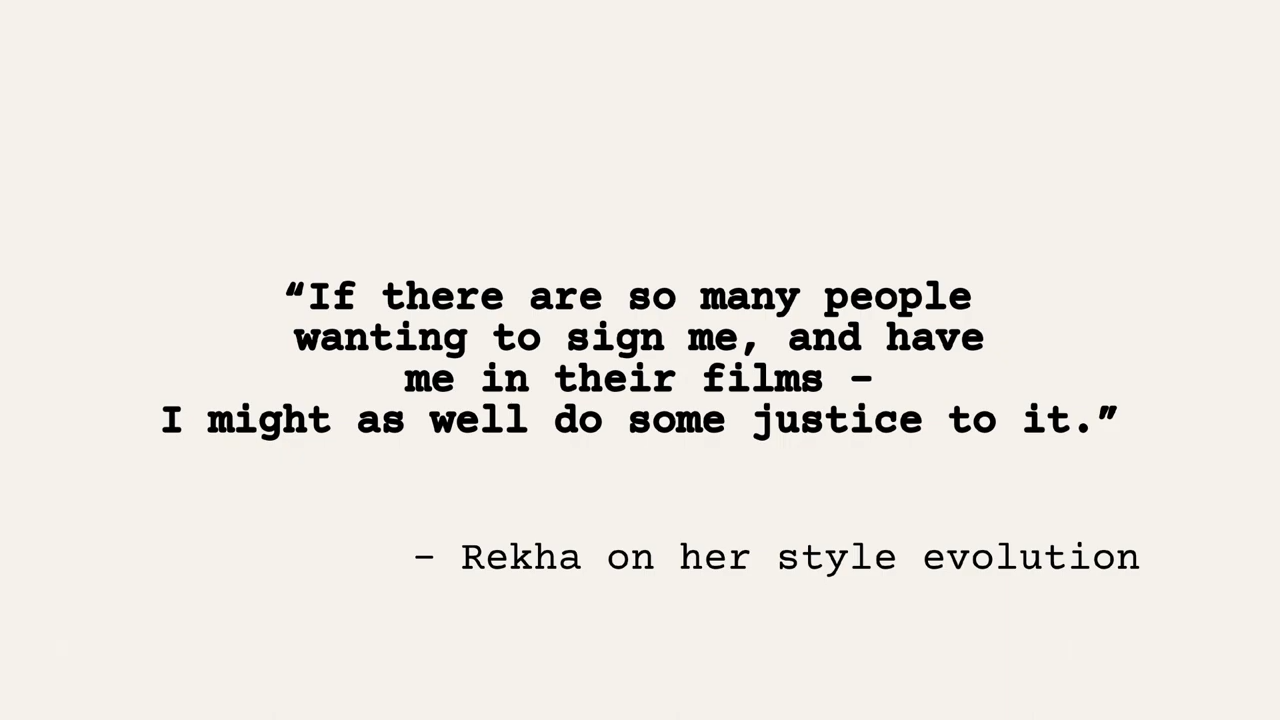 “If there are so many people
wanting to sign me, and have
me in their films –
I might as well do some justice to it.”
– Rekha on her style evolution